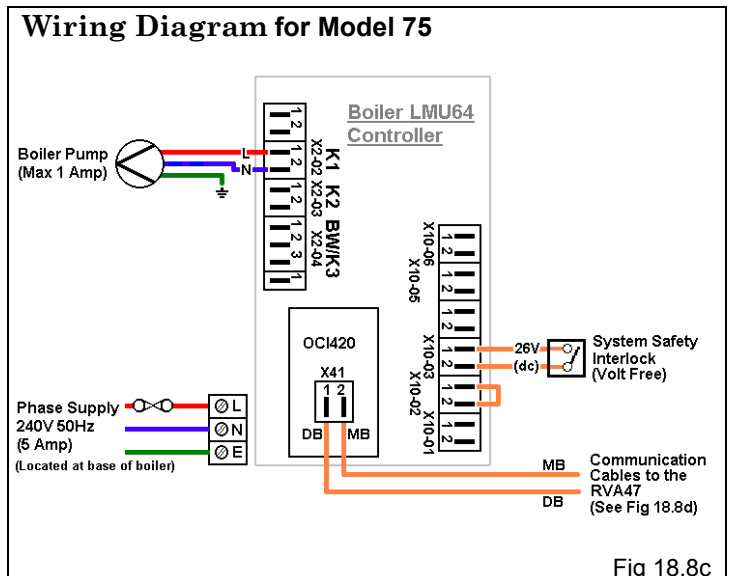 Wiring Diagram for Model 75
Boiler LMU64
Controller
1
2
X2-02
1
2
K1
X2-03
1
2
K2
X2-04
1
2
3
BW/K3
1
Boiler Pump
(Max 1 Amp)
L
N
X10-06
1
2
X10-05
1
2
1
2
X10-03
1
2
X10-02
1
2
X10-01
1
2
26V
(dc)
System Safety
Interlock
(Volt Free)
OCI420
X41
1 2
DB
MB
Phase Supply
240V 50Hz
(5 Amp)
(Located at base of boiler)
L
N
E
MB
DB
Communication
Cables to the
RVA47
(See Fig 18.8d)
Fig 18.8c